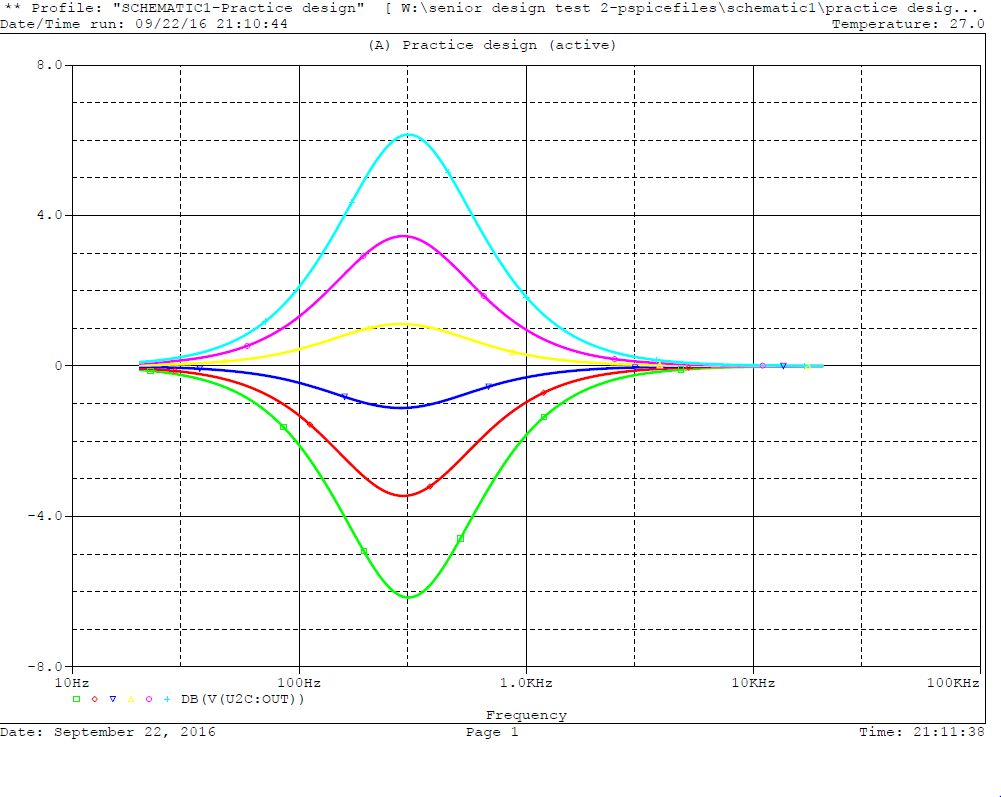 ** Profile: "SCHEMATIC1-Practice design" [ W:\senior design test 2-pspicefiles\schematic1\practice desig...
Date/Time run: 09/22/16 21:10:44 Temperature: 27.0
(A) Practice design (active)
8.0
4.0
0
-4.0
-8.0
10Hz 100Hz 1.0KHz 10KHz 100KHz
DB(V(U2C:OUT))
Frequency
Date: September 22, 2016 Page 1 Time: 21:11:38